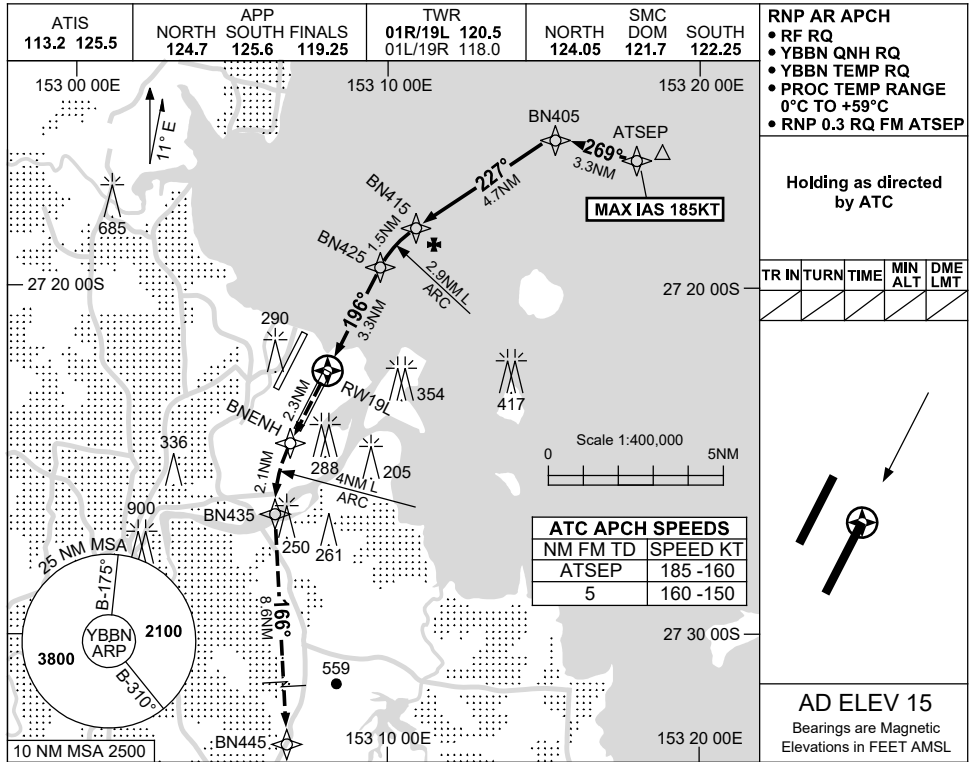 ATIS
113.2 125.5
APP
NORTH SOUTH FINALS
124.7 125.6 119.25
TWR
01R/19L 120.5
01L/19R 118.0
SMC
NORTH DOM SOUTH
124.05 121.7 122.25
RNP AR APCH
• RF RQ
• YBBN QNH RQ
• YBBN TEMP RQ
• PROC TEMP RANGE
0°C TO +59°C
• RNP 0.3 RQ FM ATSEP
Holding as directed
by ATC
TR IN TURN TIME MIN ALT DME LMT
153 00 00E
153 10 00E
153 20 00E
11° E
BN405
ATSEP
269°
3.3NM
MAX IAS 185KT
227°
4.7NM
BN415
1.5NM
BN425
2.9NM L
ARC
685
27 20 00S
27 20 00S
196°
3.3NM
290
RW19L
354
417
2.3NM
BNENH
288
205
336
2.1NM
4NM L
ARC
Scale 1:400,000
0 5NM
BN435
250
261
900
ATC APCH SPEEDS
NM FM TD SPEED KT
ATSEP 185 -160
5 160 -150
25 NM MSA
B-175°
YBBN
ARP
2100
3800
B-310°
166°
8.6NM
27 30 00S
559
BN445
10 NM MSA 2500
153 10 00E
153 20 00E
AD ELEV 15
Bearings are Magnetic
Elevations in FEET AMSL